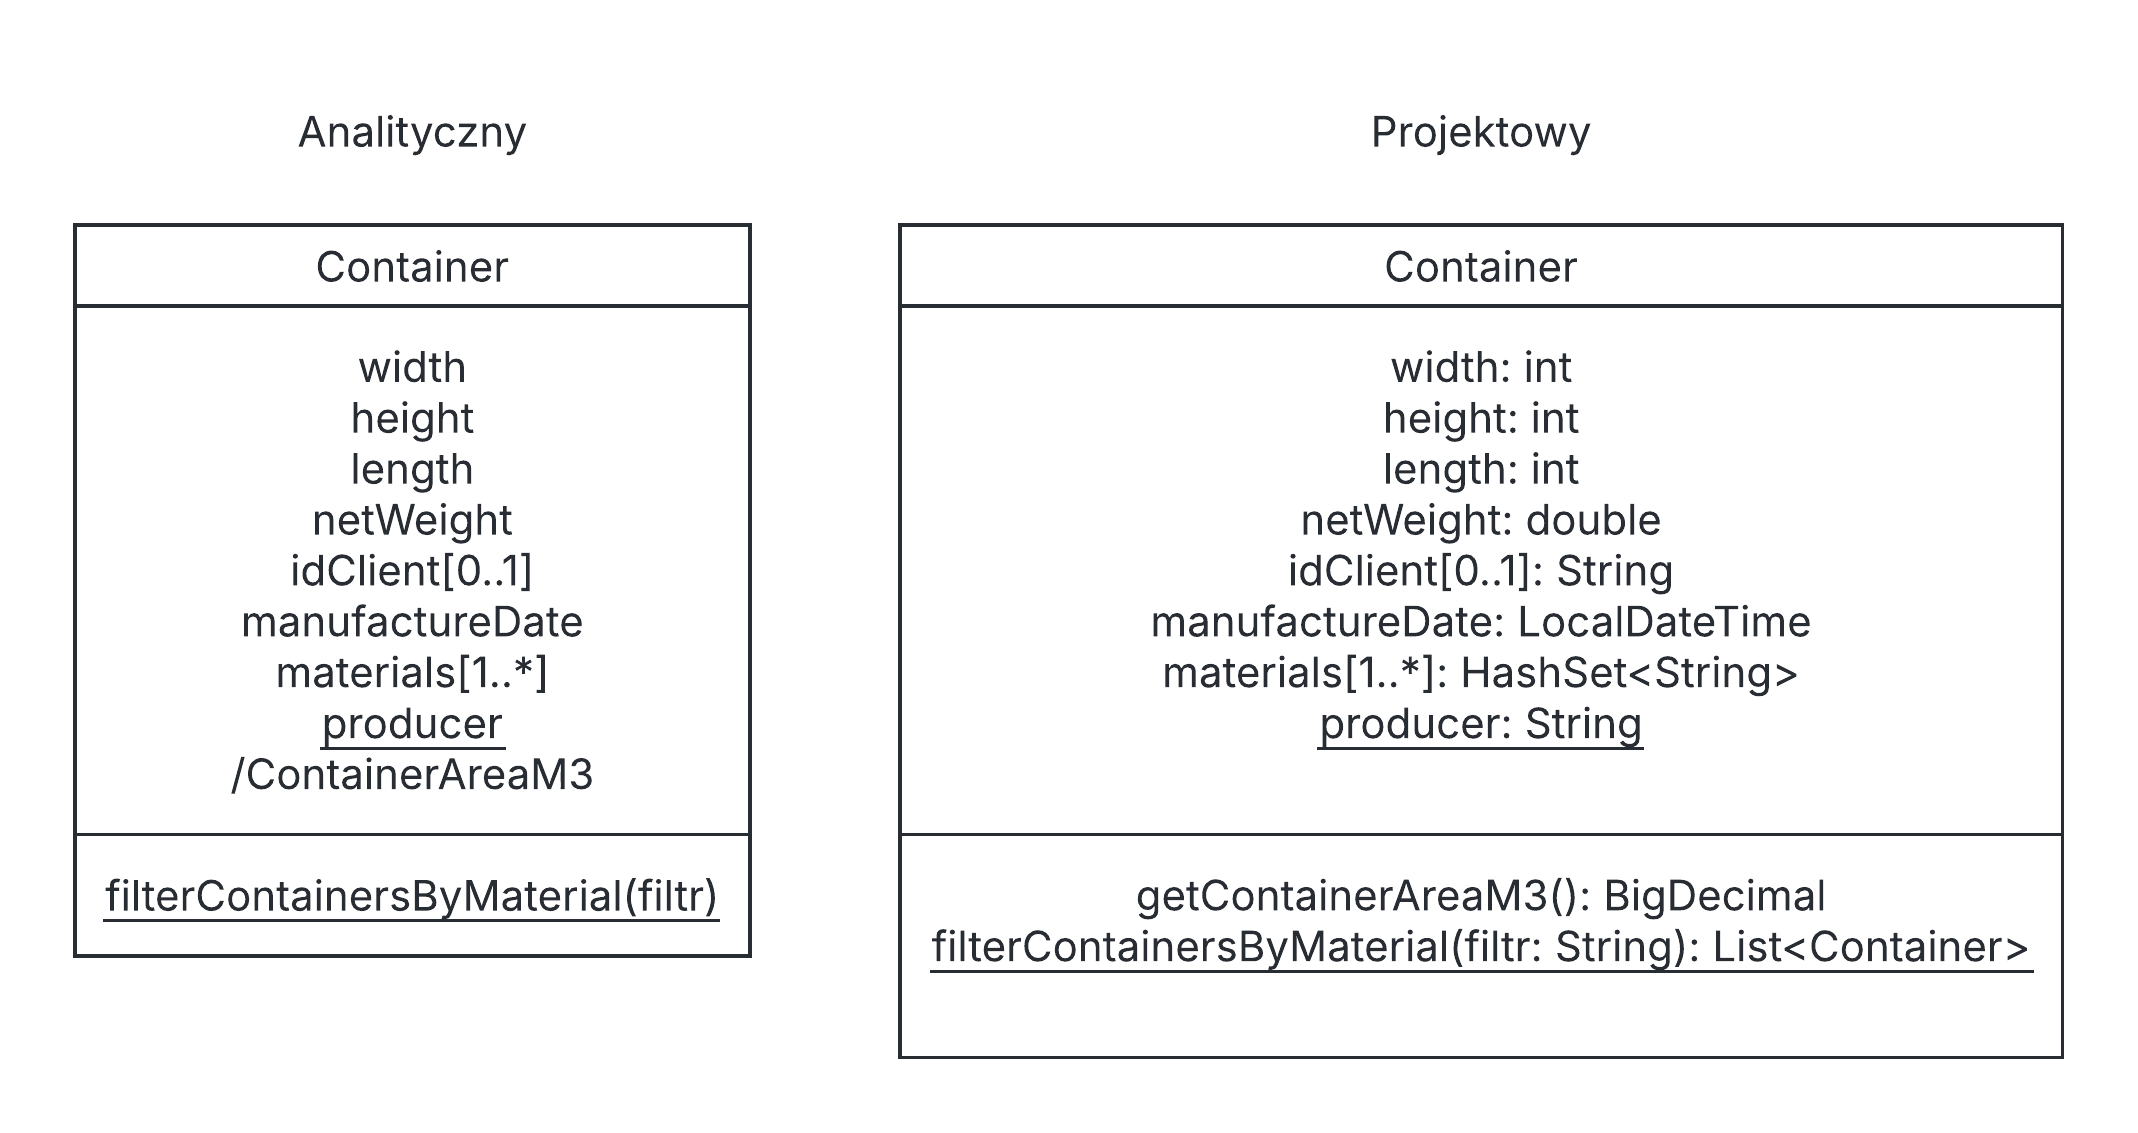 Analityczny
Container
width
height
length
netWeight
idClient[0..1]
manufactureDate
materials[1..*]
producer
/ContainerAreaM3
filterContainersByMaterial(filtr)
Projektowy
Container
width: int
height: int
length: int
netWeight: double
idClient[0..1]: String
manufactureDate: LocalDateTime
materials[1..*]: HashSet<String>
producer: String
getContainerAreaM3(): BigDecimal
filterContainersByMaterial(filtr: String): List<Container>